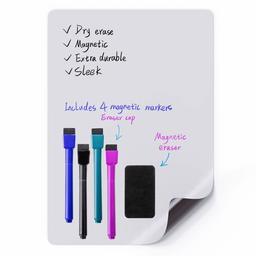 ✓ Dry erase
✓ Magnetic
✓ Extra durable
✓ Sleek
Includes 4 magnetic markers
Eraser cap
Magnetic
eraser